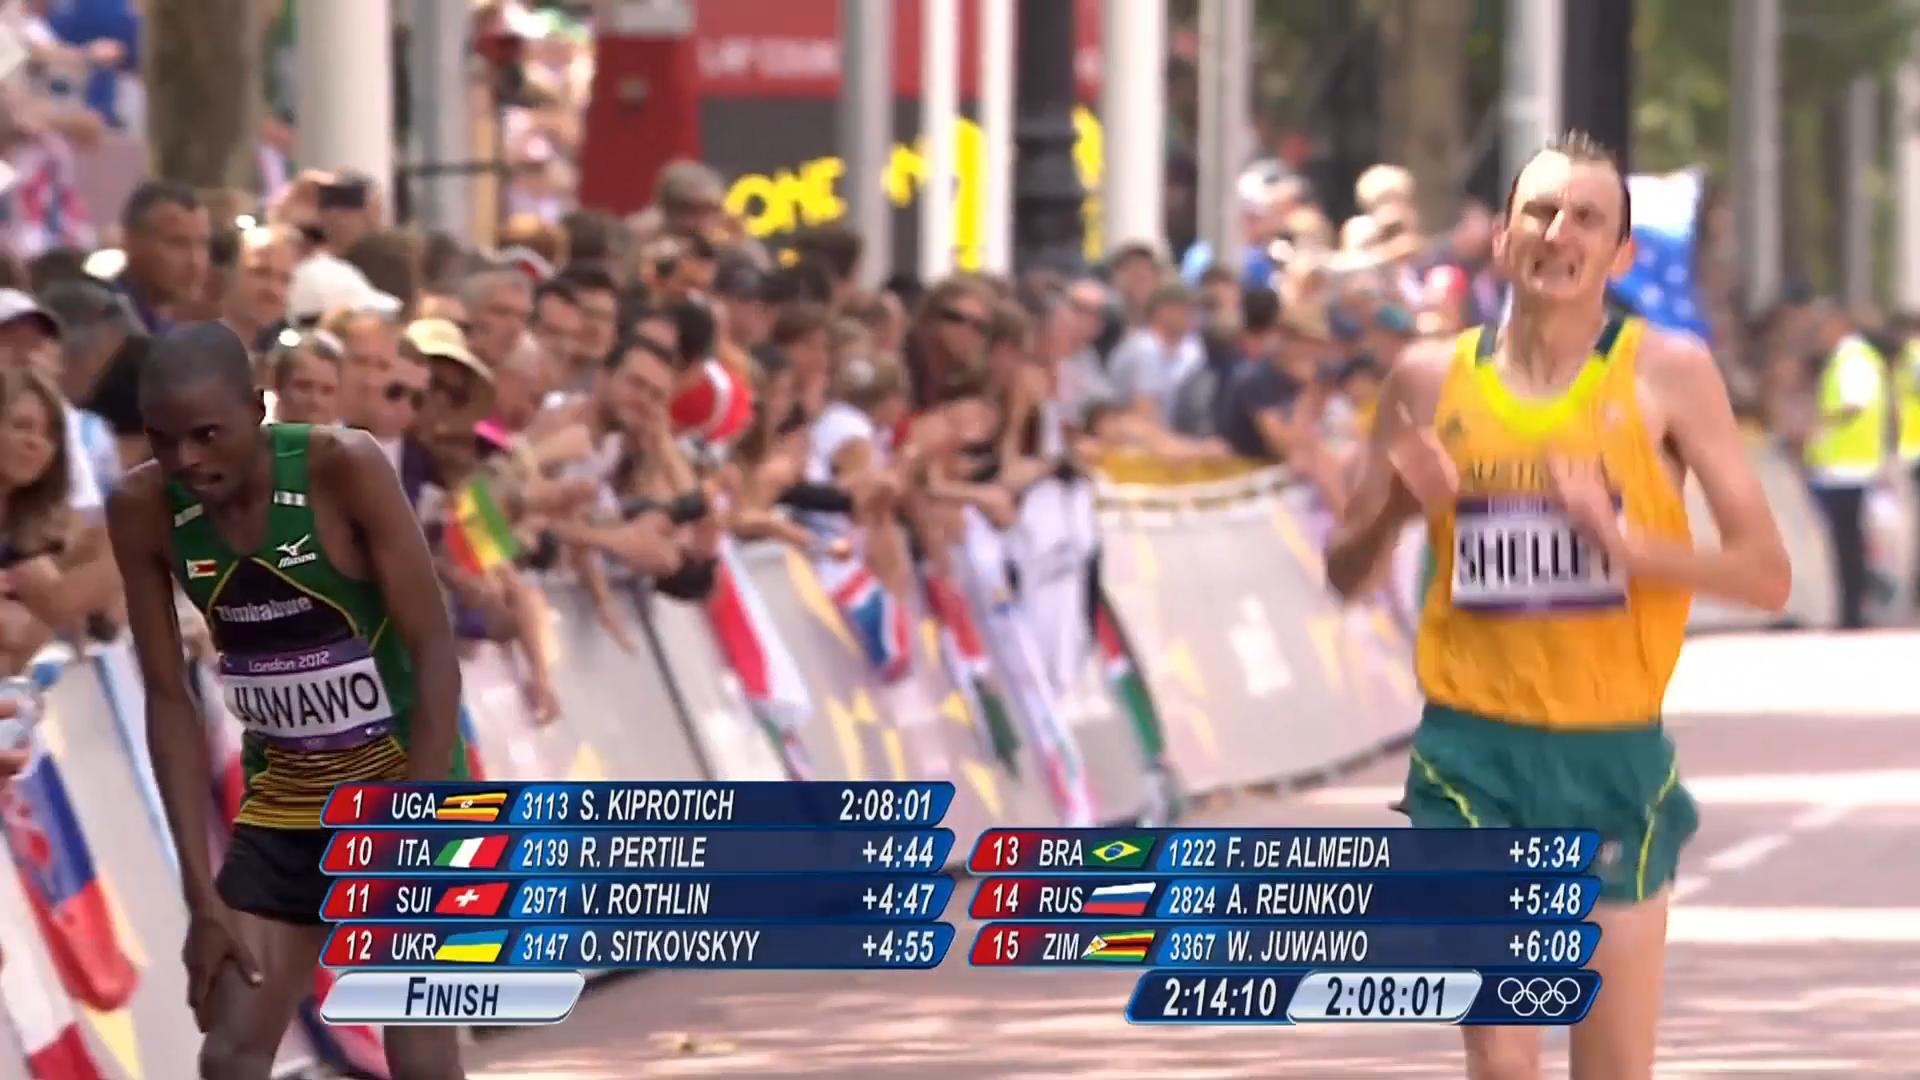 LONDON
Zimbabwe
MIZUNO
London 2012
JUWAWO
SHELLEY
1 UGA 3113 S. KIPROTICH 2:08:01
10 ITA 2139 R. PERTILE +4:44
11 SUI 2971 V. ROTHLIN +4:47
12 UKR 3147 O. SITKOVSKYY +4:55
13 BRA 1222 F. DE ALMEIDA +5:34
14 RUS 2824 A. REUNKOV +5:48
15 ZIM 3367 W. JUWAWO +6:08
FINISH
2:14:10 2:08:01